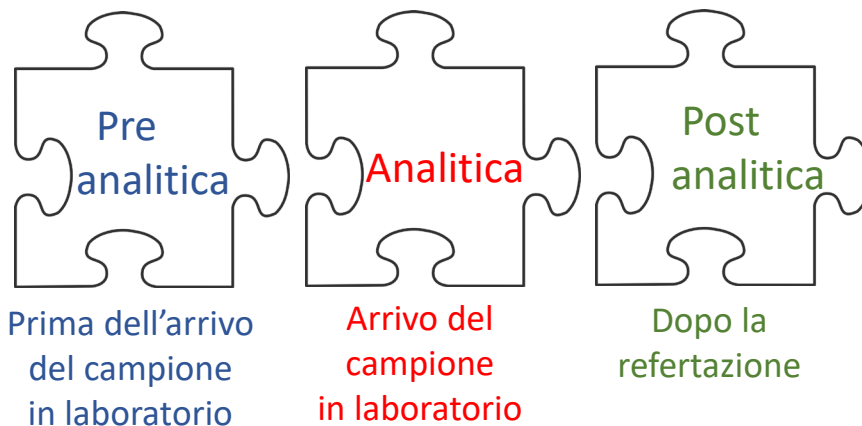 Pre
analitica
Analitica
Post
analitica
Prima dell’arrivo
del campione
in laboratorio
Arrivo del
campione
in laboratorio
Dopo la
refertazione